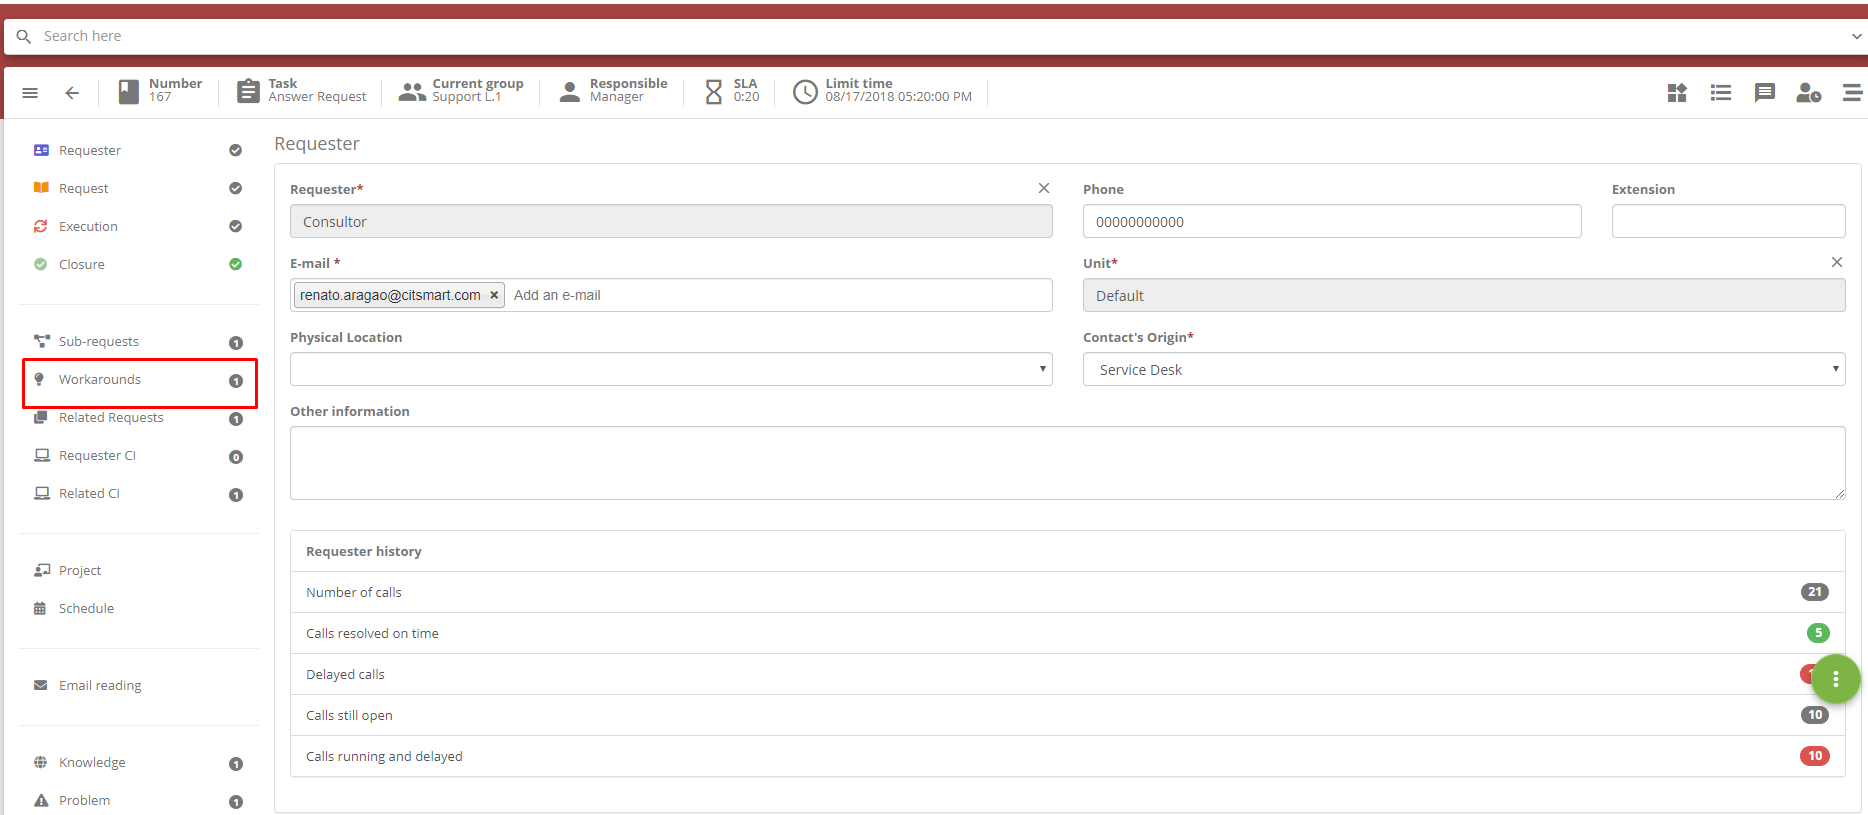 Search here
Number
167
Task
Answer Request
Current group
Support L.1
Responsible
Manager
SLA
0:20
Limit time
08/17/2018 05:20:00 PM
Requester
Request
Execution
Closure
Sub-requests 1
Workarounds 1
Related Requests 1
Requester CI 0
Related CI 1
Project
Schedule
Email reading
Knowledge 1
Problem 1
Requester
Requester*
Consultor
Phone
00000000000
Extension
E-mail *
renato.aragao@citsmart.com × Add an e-mail
Unit*
Default
Physical Location
Contact's Origin*
Service Desk
Other information
Requester history
Number of calls 21
Calls resolved on time 5
Delayed calls
Calls still open 10
Calls running and delayed 10